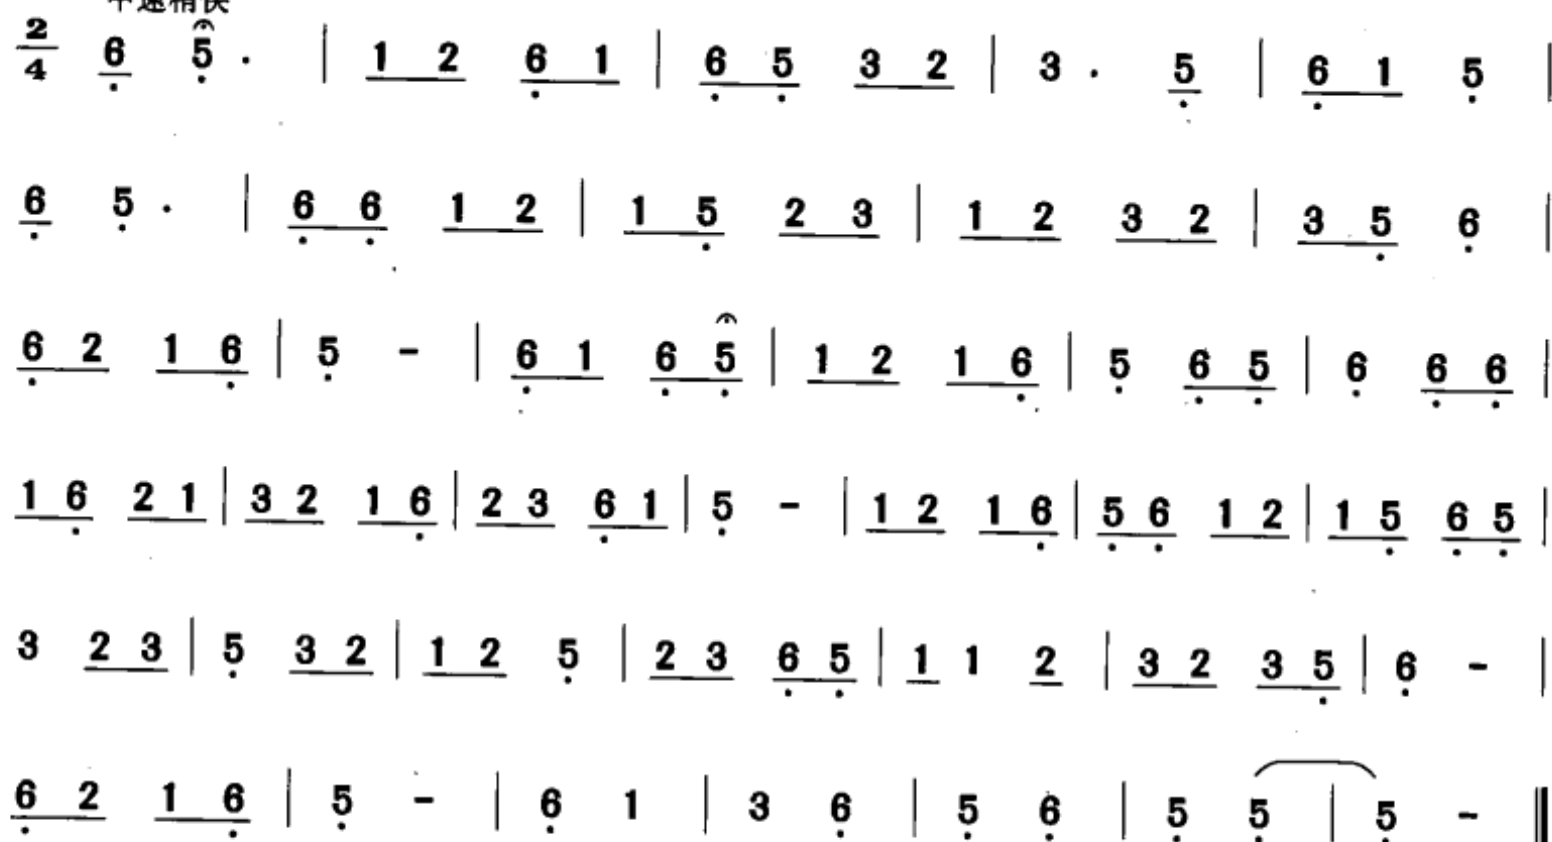 中速稍快
2/4 6̣ 5̣ . | 1 2 6̣ 1 | 6̣ 5̣ 3 2 | 3 . 5̣ | 6̣ 1 5̣ |
6̣ 5̣ . | 6̣ 6̣ 1 2 | 1 5̣ 2 3 | 1 2 3 2 | 3 5̣ 6̣ |
6̣ 2 1 6̣ | 5̣ - | 6̣ 1 6̣ 5̣ | 1 2 1 6̣ | 5̣ 6̣ 5̣ | 6̣ 6̣ 6̣ |
1 6̣ 2 1 | 3 2 1 6̣ | 2 3 6̣ 1 | 5̣ - | 1 2 1 6̣ | 5̣ 6̣ 1 2 | 1 5̣ 6̣ 5̣ |
3 2 3 | 5̣ 3 2 | 1 2 5̣ | 2 3 6̣ 5̣ | 1 1 2 | 3 2 3 5̣ | 6̣ - |
6̣ 2 1 6̣ | 5̣ - | 6̣ 1 | 3 6̣ | 5̣ 6̣ | 5̣ 5̣ | 5̣ - ‖